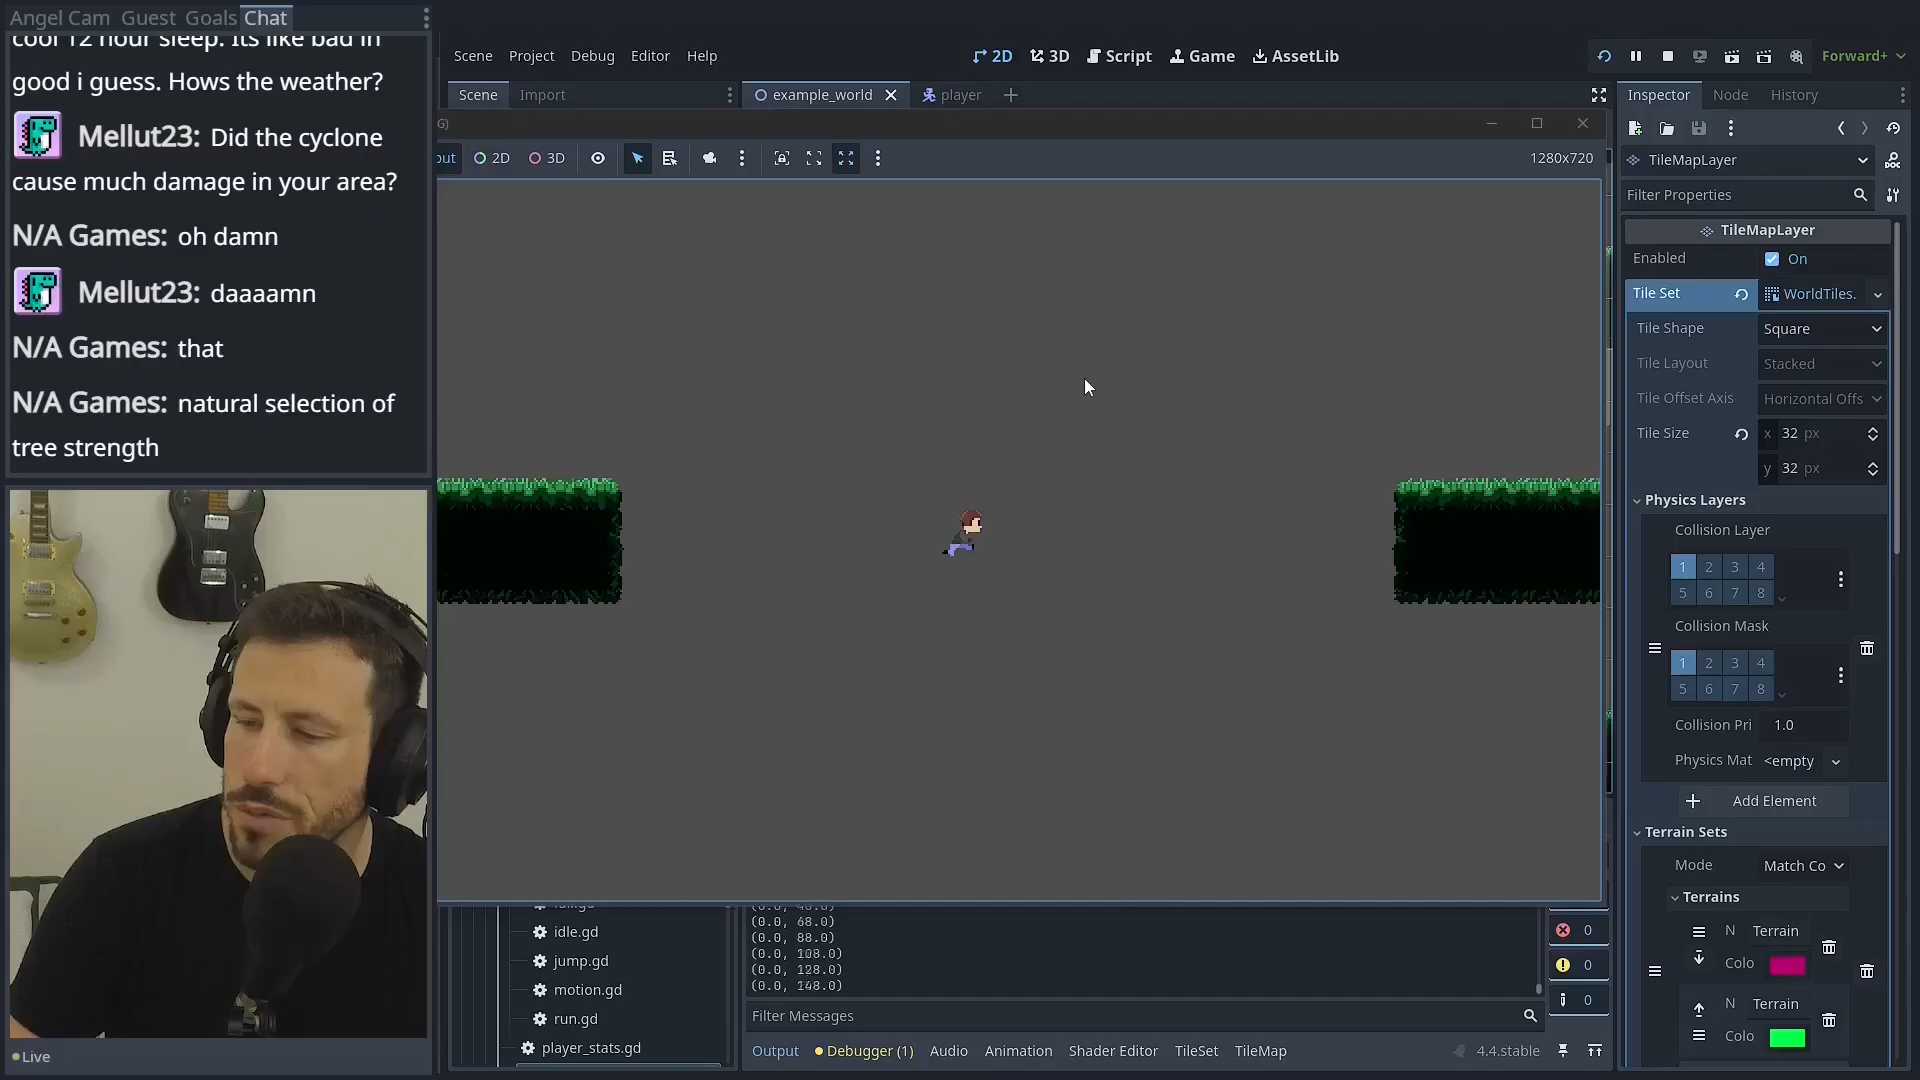 Angel Cam Guest Goals Chat
cool 12 hour sleep. Its like bad in
good i guess. Hows the weather?
Mellut23: Did the cyclone
cause much damage in your area?
N/A Games: oh damn
Mellut23: daaaamn
N/A Games: that
N/A Games: natural selection of
tree strength
Live
Scene Project Debug Editor Help
2D 3D Script Game AssetLib
Forward+
Scene Import
example_world player
G)
2D 3D
1280x720
idle.gd
jump.gd
motion.gd
run.gd
player_stats.gd
(0.0, 68.0)
(0.0, 88.0)
(0.0, 108.0)
(0.0, 128.0)
(0.0, 148.0)
Filter Messages
0
0
0
Output Debugger (1) Audio Animation Shader Editor TileSet TileMap 4.4.stable
Inspector Node History
TileMapLayer
Filter Properties
TileMapLayer
Enabled On
Tile Set WorldTiles.
Tile Shape Square
Tile Layout Stacked
Tile Offset Axis Horizontal Offs
Tile Size x 32 px
y 32 px
Physics Layers
Collision Layer
1 2 3 4
5 6 7 8
Collision Mask
1 2 3 4
5 6 7 8
Collision Pri 1.0
Physics Mat <empty
Add Element
Terrain Sets
Mode Match Co
Terrains
N Terrain
Colo
N Terrain
Colo